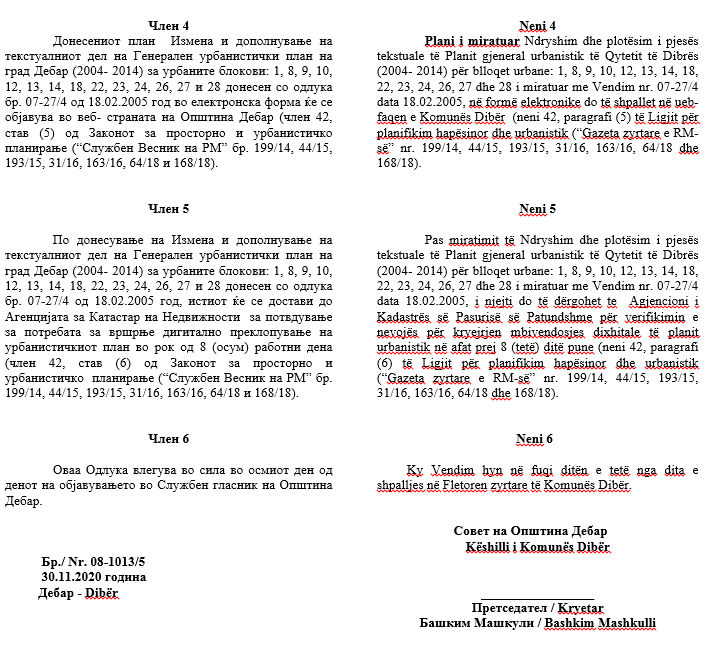 Член 4
Донесениот план Измена и дополнување на
текстуалниот дел на Генерален урбанистички план на
град Дебар (2004- 2014) за урбаните блокови: 1, 8, 9, 10,
12, 13, 14, 18, 22, 23, 24, 26, 27 и 28 донесен со одлука
бр. 07-27/4 од 18.02.2005 год во електронска форма ќе се
објавува во веб- страната на Општина Дебар (член 42,
став (5) од Законот за просторно и урбанистичко
планирање (“Службен Весник на РМ” бр. 199/14, 44/15,
193/15, 31/16, 163/16, 64/18 и 168/18).
Член 5
По донесување на Измена и дополнување на
текстуалниот дел на Генерален урбанистички план на
град Дебар (2004- 2014) за урбаните блокови: 1, 8, 9, 10,
12, 13, 14, 18, 22, 23, 24, 26, 27 и 28 донесен со одлука
бр. 07-27/4 од 18.02.2005 год, истиот ќе се достави до
Агенцијата за Катастар на Недвижности за потвдување
за потребата за вршрње дигитално преклопување на
урбанистичкиот план во рок од 8 (осум) работни дена
(член 42, став (6) од Законот за просторно и
урбанистичко планирање (“Службен Весник на РМ” бр.
199/14, 44/15, 193/15, 31/16, 163/16, 64/18 и 168/18).
Член 6
Оваа Одлука влегува во сила во осмиот ден од
денот на објавувањето во Службен гласник на Општина
Дебар.
Бр./ Nr. 08-1013/5
30.11.2020 година
Дебар - Dibër
Neni 4
Plani i miratuar Ndryshim dhe plotësim i pjesës
tekstuale të Planit gjeneral urbanistik të Qytetit të Dibrës
(2004- 2014) për blloqet urbane: 1, 8, 9, 10, 12, 13, 14, 18,
22, 23, 24, 26, 27 dhe 28 i miratuar me Vendim nr. 07-27/4
data 18.02.2005, në formë elektronike do të shpallet në ueb-
faqen e Komunës Dibër (neni 42, paragrafi (5) të Ligjit për
planifikim hapësinor dhe urbanistik (“Gazeta zyrtare e RM-
së” nr. 199/14, 44/15, 193/15, 31/16, 163/16, 64/18 dhe
168/18).
Neni 5
Pas miratimit të Ndryshim dhe plotësim i pjesës
tekstuale të Planit gjeneral urbanistik të Qytetit të Dibrës
(2004- 2014) për blloqet urbane: 1, 8, 9, 10, 12, 13, 14, 18,
22, 23, 24, 26, 27 dhe 28 i miratuar me Vendim nr. 07-27/4
data 18.02.2005, i njejti do të dërgohet te Agjencioni i
Kadastrës së Pasurisë së Patundshme për verifikimin e
nevojës për kryejrjen mbivendosjes dixhitale të planit
urbanistik në afat prej 8 (tetë) ditë pune (neni 42, paragrafi
(6) të Ligjit për planifikim hapësinor dhe urbanistik
(“Gazeta zyrtare e RM-së” nr. 199/14, 44/15, 193/15,
31/16, 163/16, 64/18 dhe 168/18).
Neni 6
Ky Vendim hyn në fuqi ditën e tetë nga dita e
shpalljes në Fletoren zyrtare të Komunës Dibër.
Совет на Општина Дебар
Këshilli i Komunës Dibër
Претседател / Kryetar
Башким Машкули / Bashkim Mashkulli